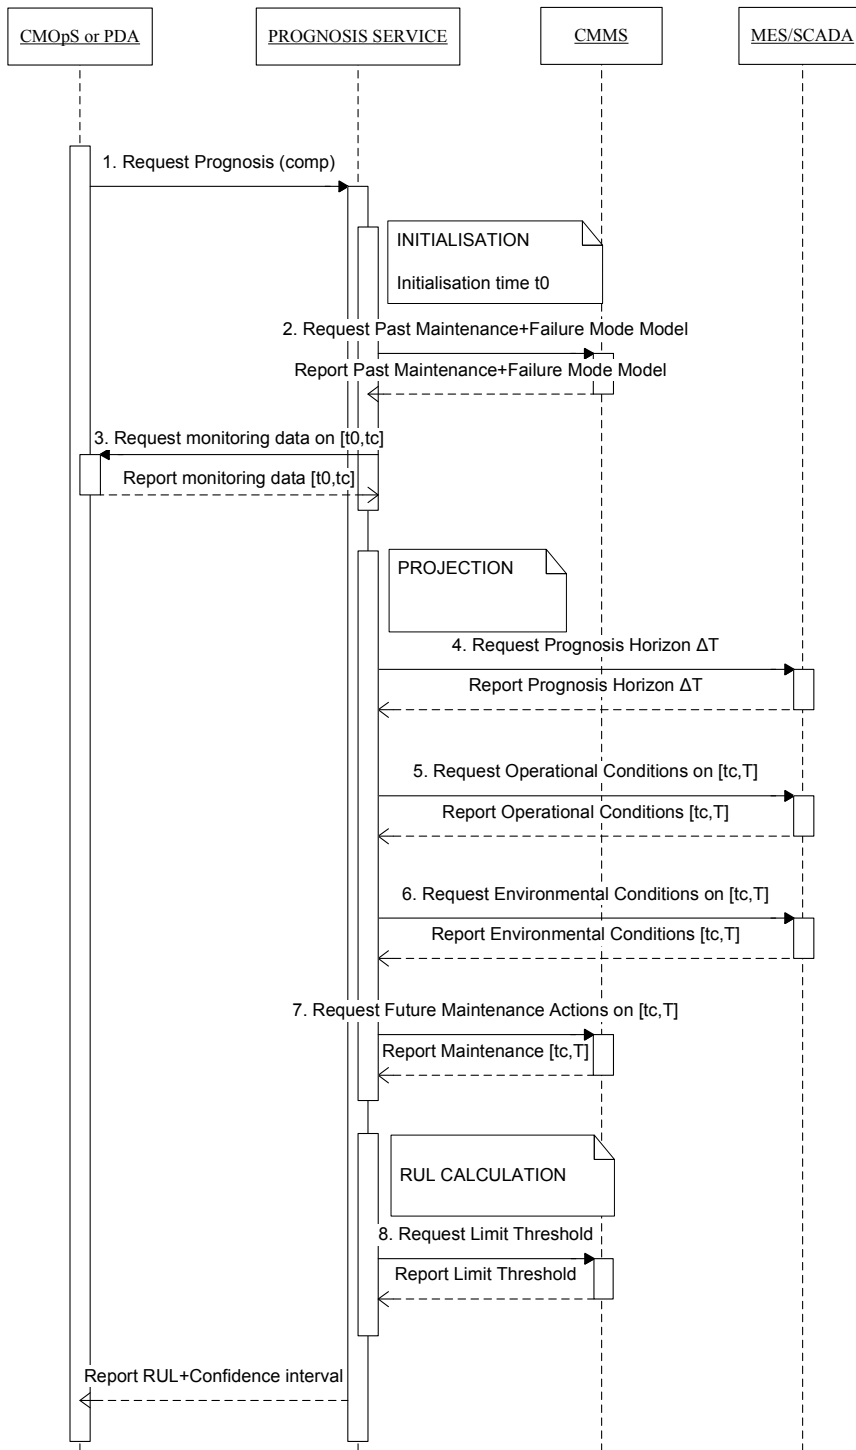 CMOpS or PDA
PROGNOSIS SERVICE
CMMS
MES/SCADA
1. Request Prognosis (comp)
INITIALISATION
Initialisation time t0
2. Request Past Maintenance+Failure Mode Model
Report Past Maintenance+Failure Mode Model
3. Request monitoring data on [t0,tc]
Report monitoring data [t0,tc]
PROJECTION
4. Request Prognosis Horizon ΔT
Report Prognosis Horizon ΔT
5. Request Operational Conditions on [tc,T]
Report Operational Conditions [tc,T]
6. Request Environmental Conditions on [tc,T]
Report Environmental Conditions [tc,T]
7. Request Future Maintenance Actions on [tc,T]
Report Maintenance [tc,T]
RUL CALCULATION
8. Request Limit Threshold
Report Limit Threshold
Report RUL+Confidence interval